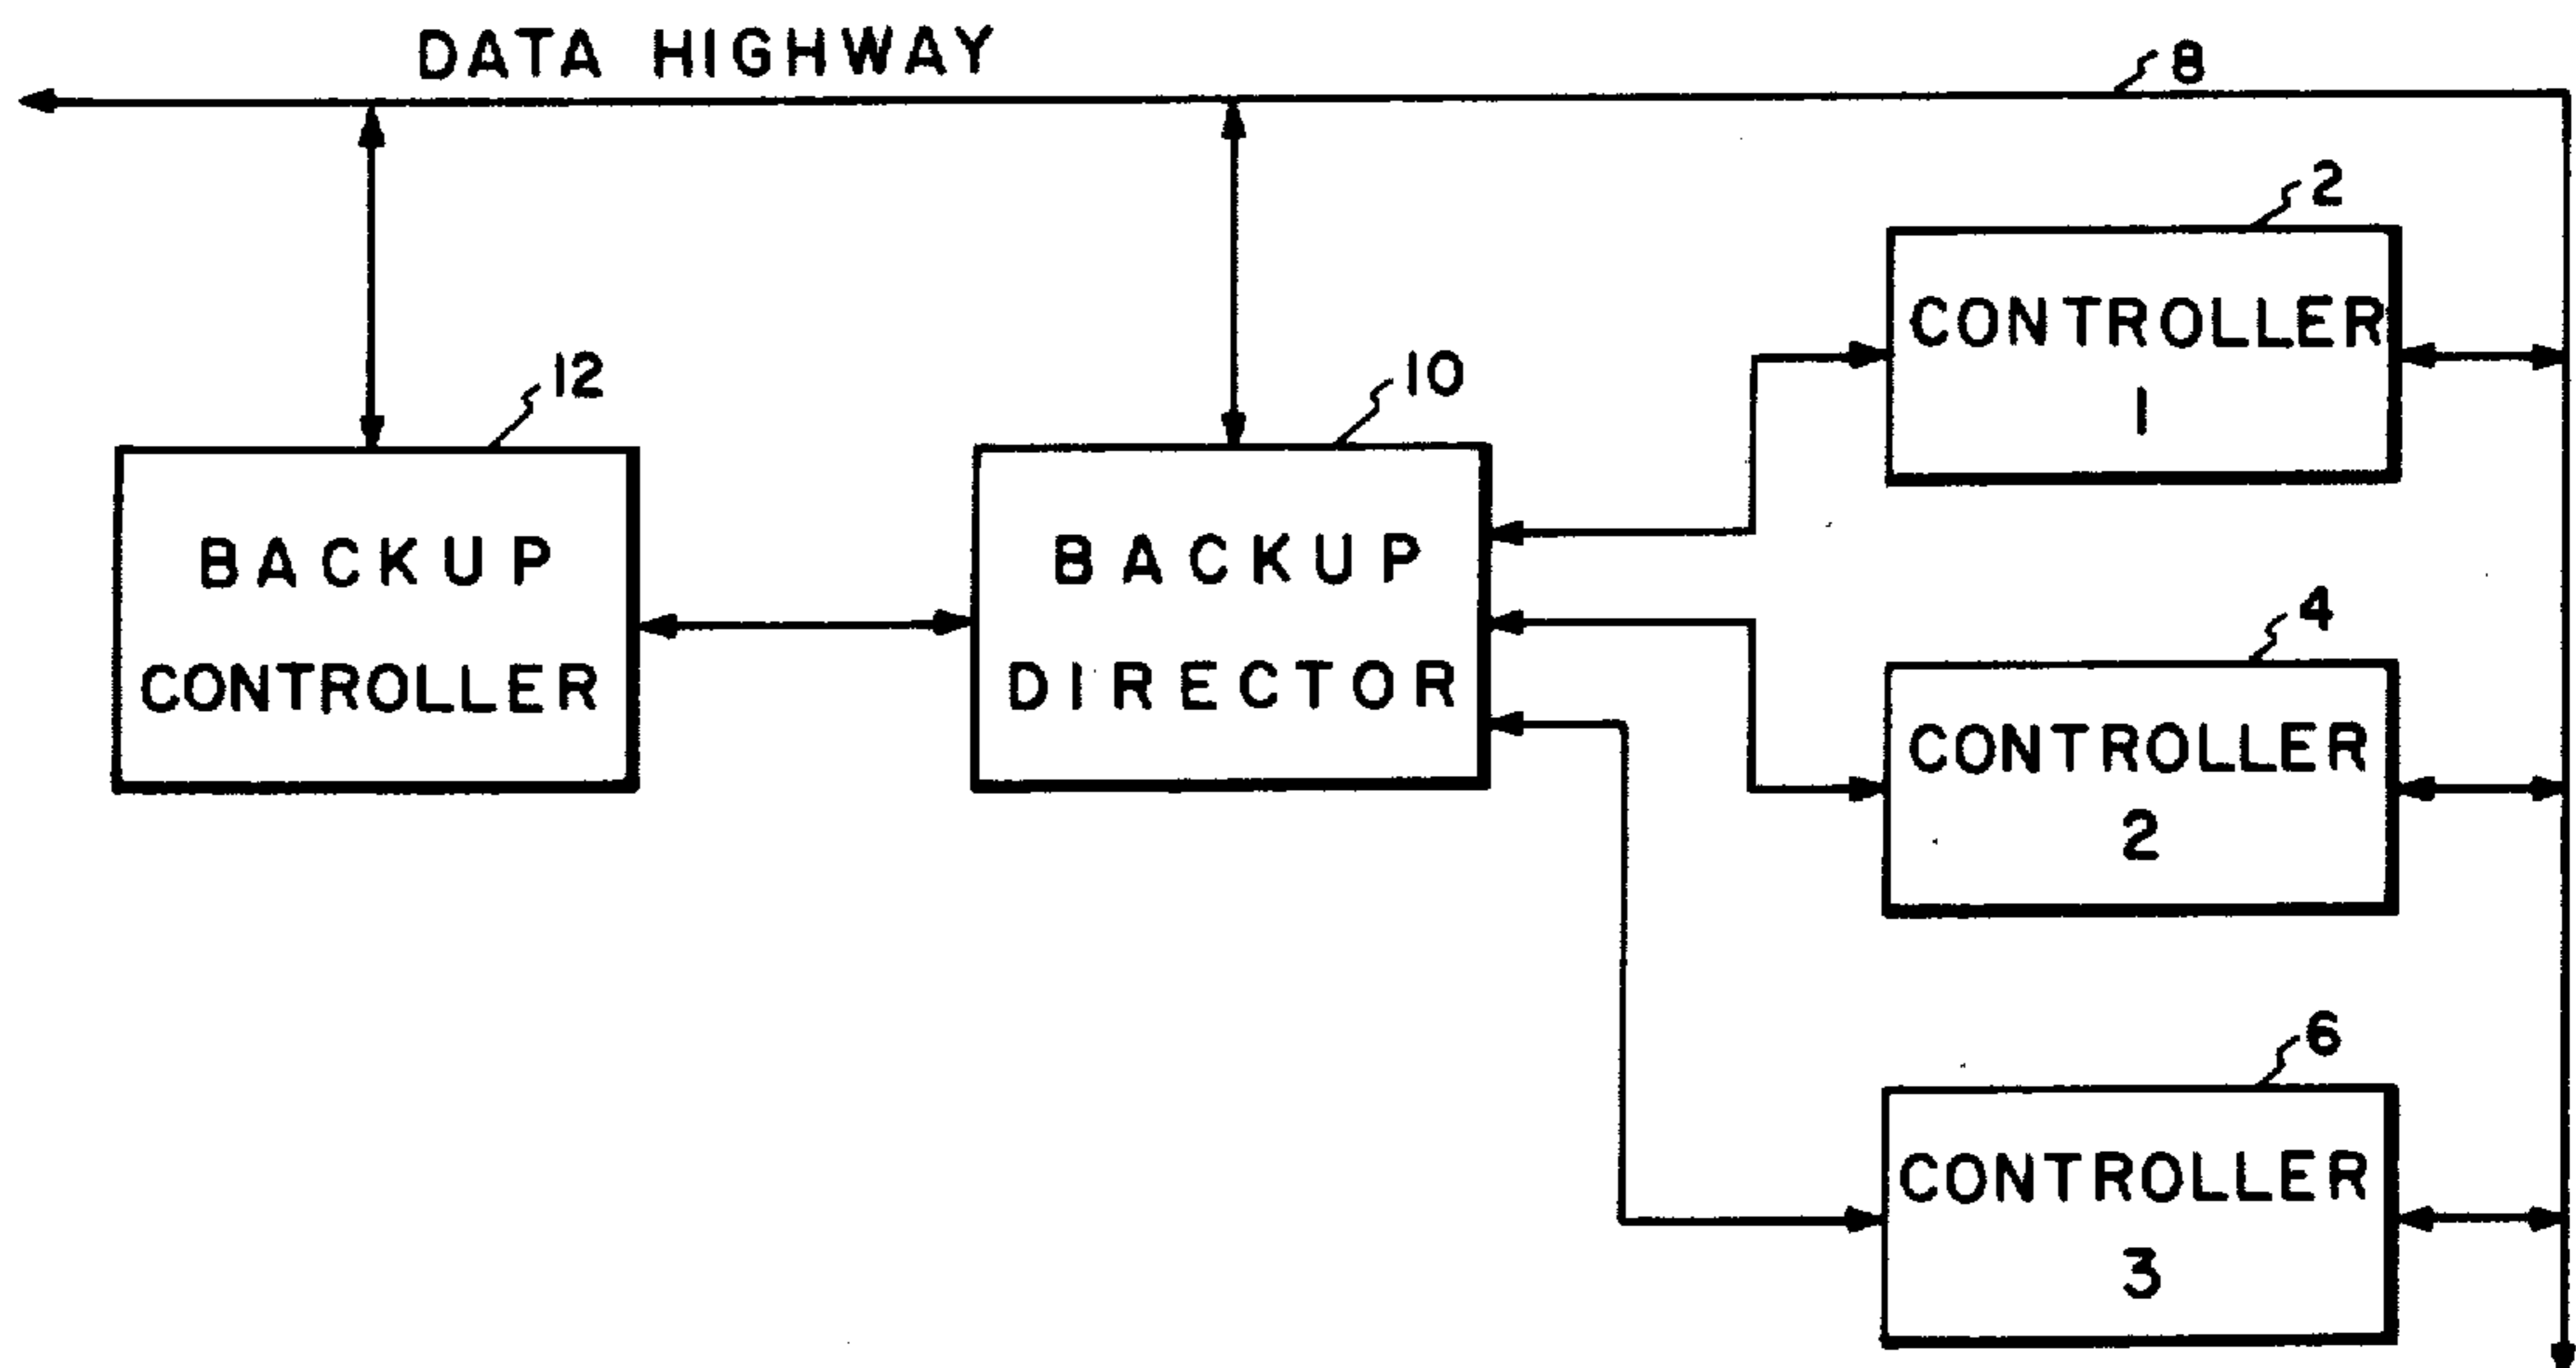 DATA HIGHWAY
8
2
CONTROLLER
1
12
10
BACKUP
CONTROLLER
BACKUP
DIRECTOR
4
CONTROLLER
2
6
CONTROLLER
3